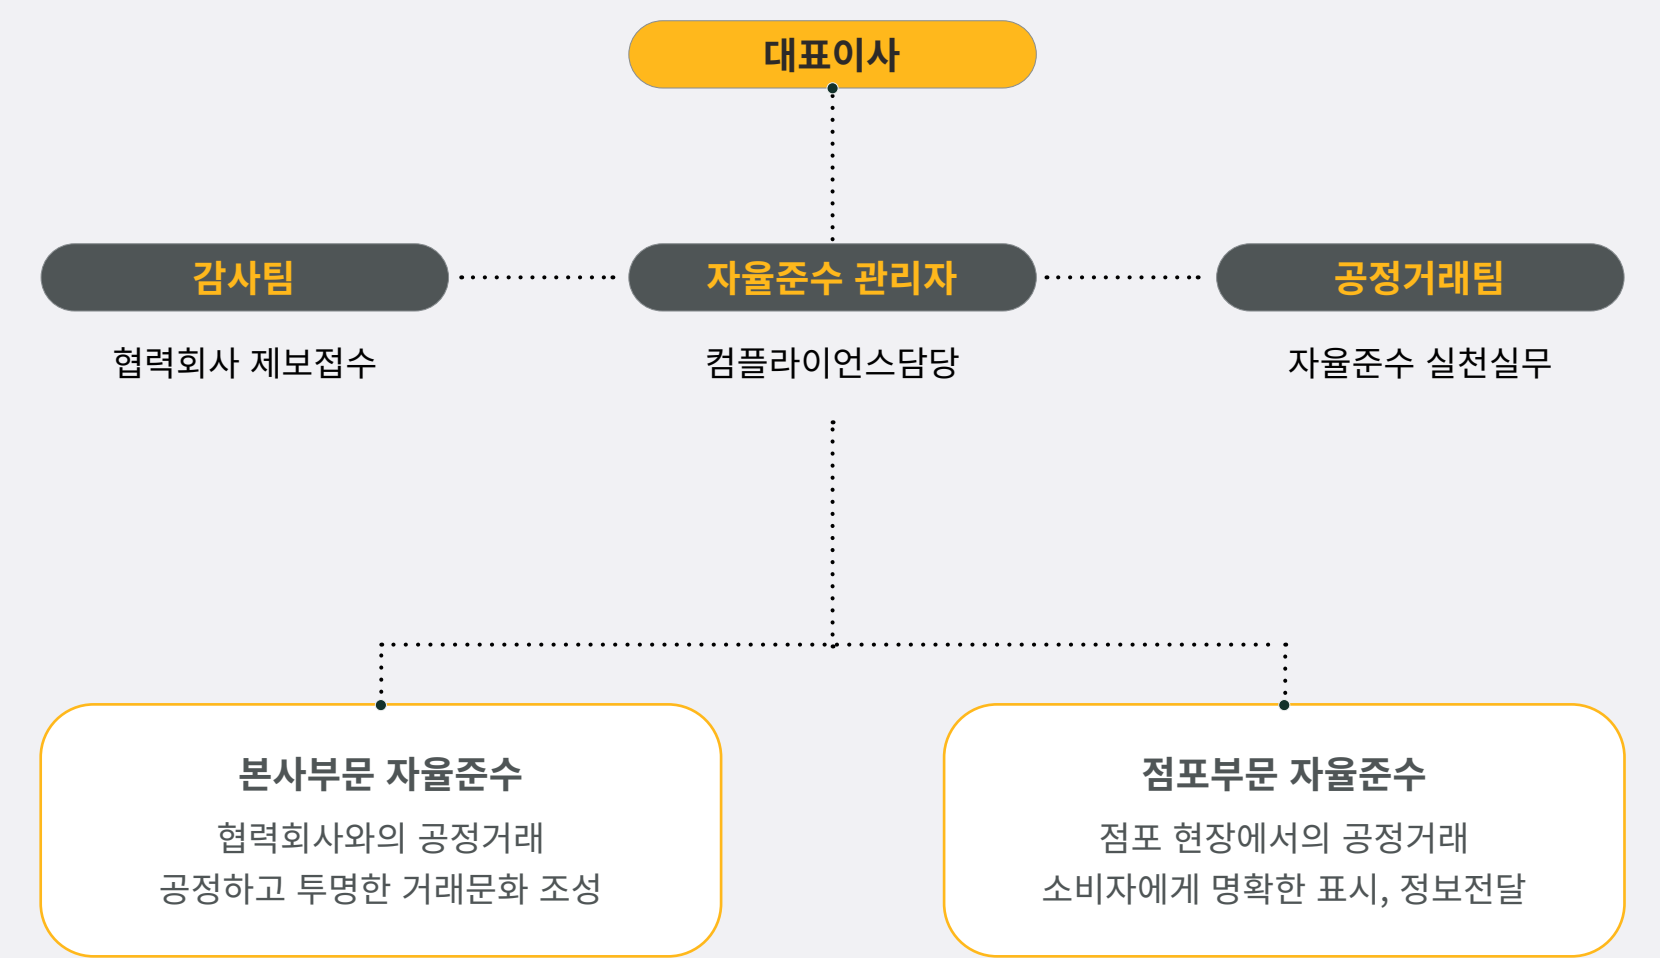 대표이사
감사팀
자율준수 관리자
공정거래팀
협력회사 제보접수
컴플라이언스담당
자율준수 실천실무
본사부문 자율준수
협력회사와의 공정거래
공정하고 투명한 거래문화 조성
점포부문 자율준수
점포 현장에서의 공정거래
소비자에게 명확한 표시, 정보전달